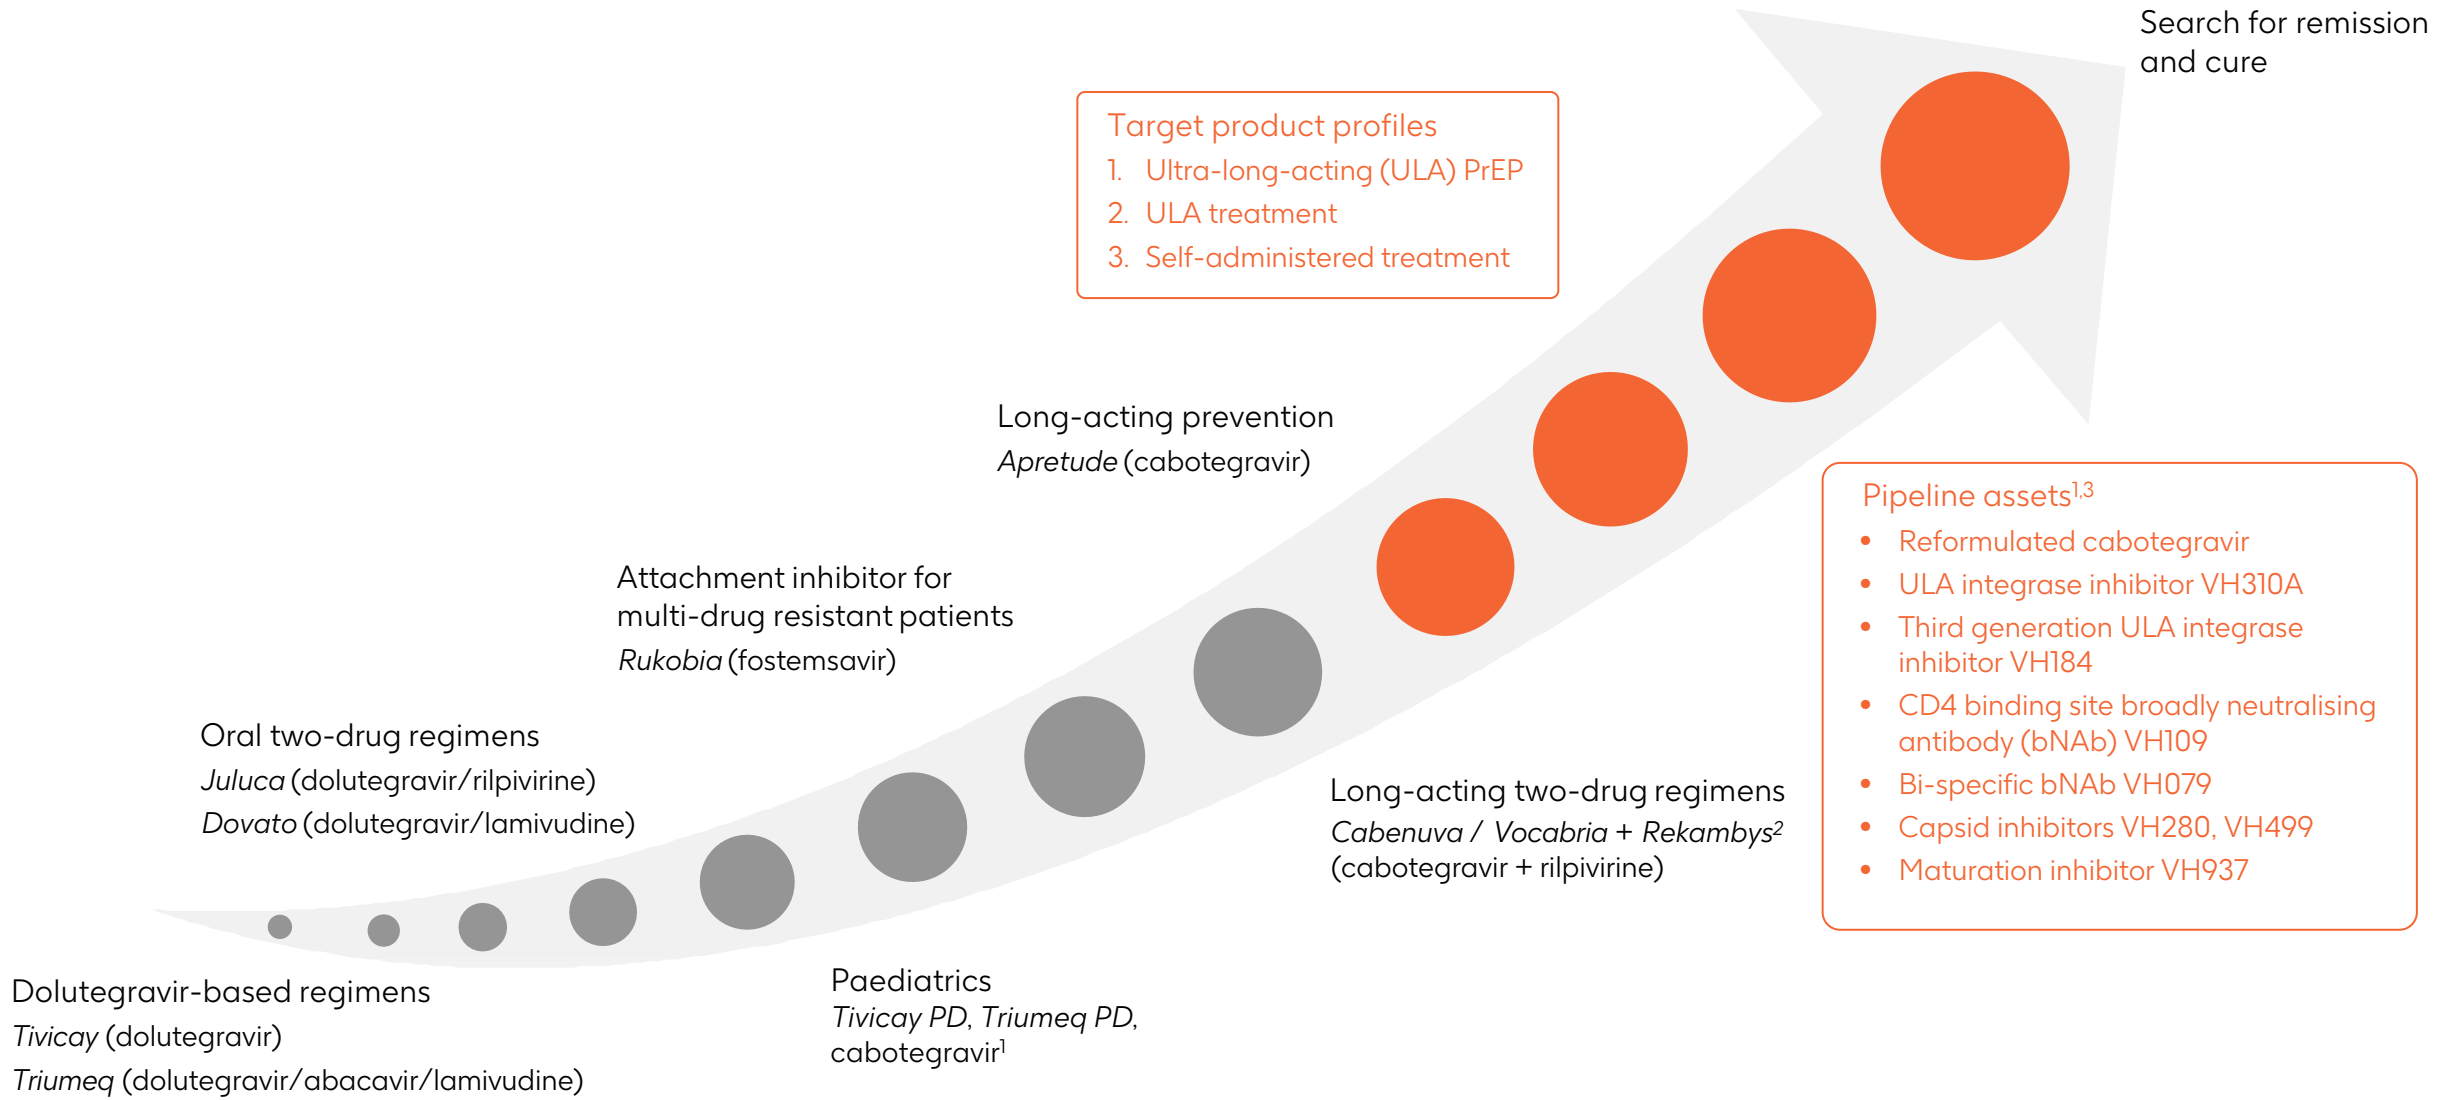 Search for remission
and cure
Target product profiles
1. Ultra-long-acting (ULA) PrEP
2. ULA treatment
3. Self-administered treatment
Long-acting prevention
Apretude (cabotegravir)
Pipeline assets1,3
• Reformulated cabotegravir
• ULA integrase inhibitor VH310A
• Third generation ULA integrase
inhibitor VH184
• CD4 binding site broadly neutralising
antibody (bNAb) VH109
• Bi-specific bNAb VH079
• Capsid inhibitors VH280, VH499
• Maturation inhibitor VH937
Attachment inhibitor for
multi-drug resistant patients
Rukobia (fostemsavir)
Oral two-drug regimens
Juluca (dolutegravir/rilpivirine)
Dovato (dolutegravir/lamivudine)
Long-acting two-drug regimens
Cabenuva / Vocabria + Rekambys2
(cabotegravir + rilpivirine)
Dolutegravir-based regimens
Tivicay (dolutegravir)
Triumeq (dolutegravir/abacavir/lamivudine)
Paediatrics
Tivicay PD, Triumeq PD,
cabotegravir1